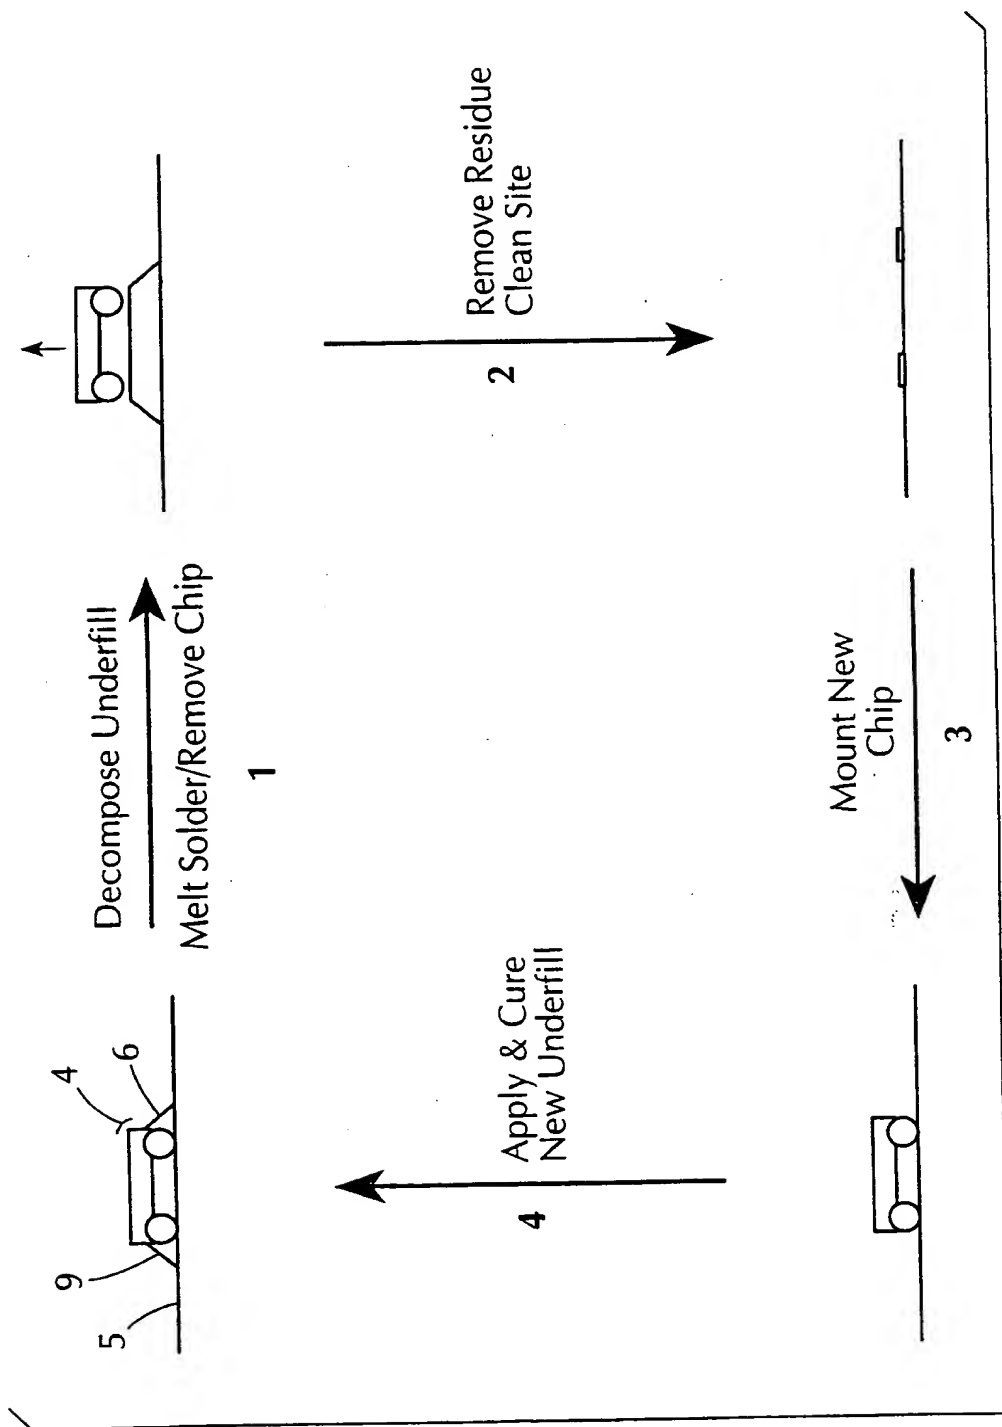 Decompose Underfill
Melt Solder/Remove Chip
1
4
6
9
5
Remove Residue
Clean Site
2
Apply & Cure
New Underfill
4
Mount New
Chip
3